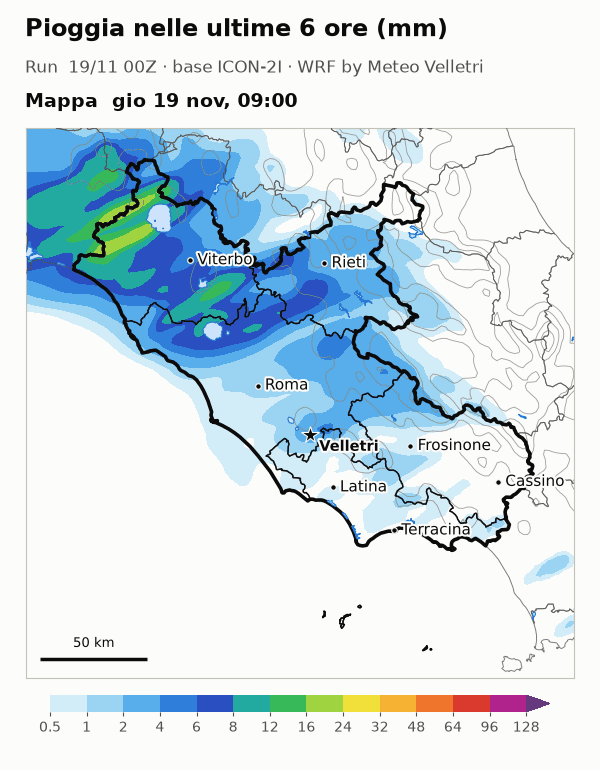 Pioggia nelle ultime 6 ore (mm)
Run  19/11 00Z · base ICON-2I · WRF by Meteo Velletri
Mappa  gio 19 nov, 09:00
Viterbo
Rieti
Roma
Velletri
Frosinone
Latina
Cassino
Terracina
50 km
0.5 1 2 4 6 8 12 16 24 32 48 64 96 128